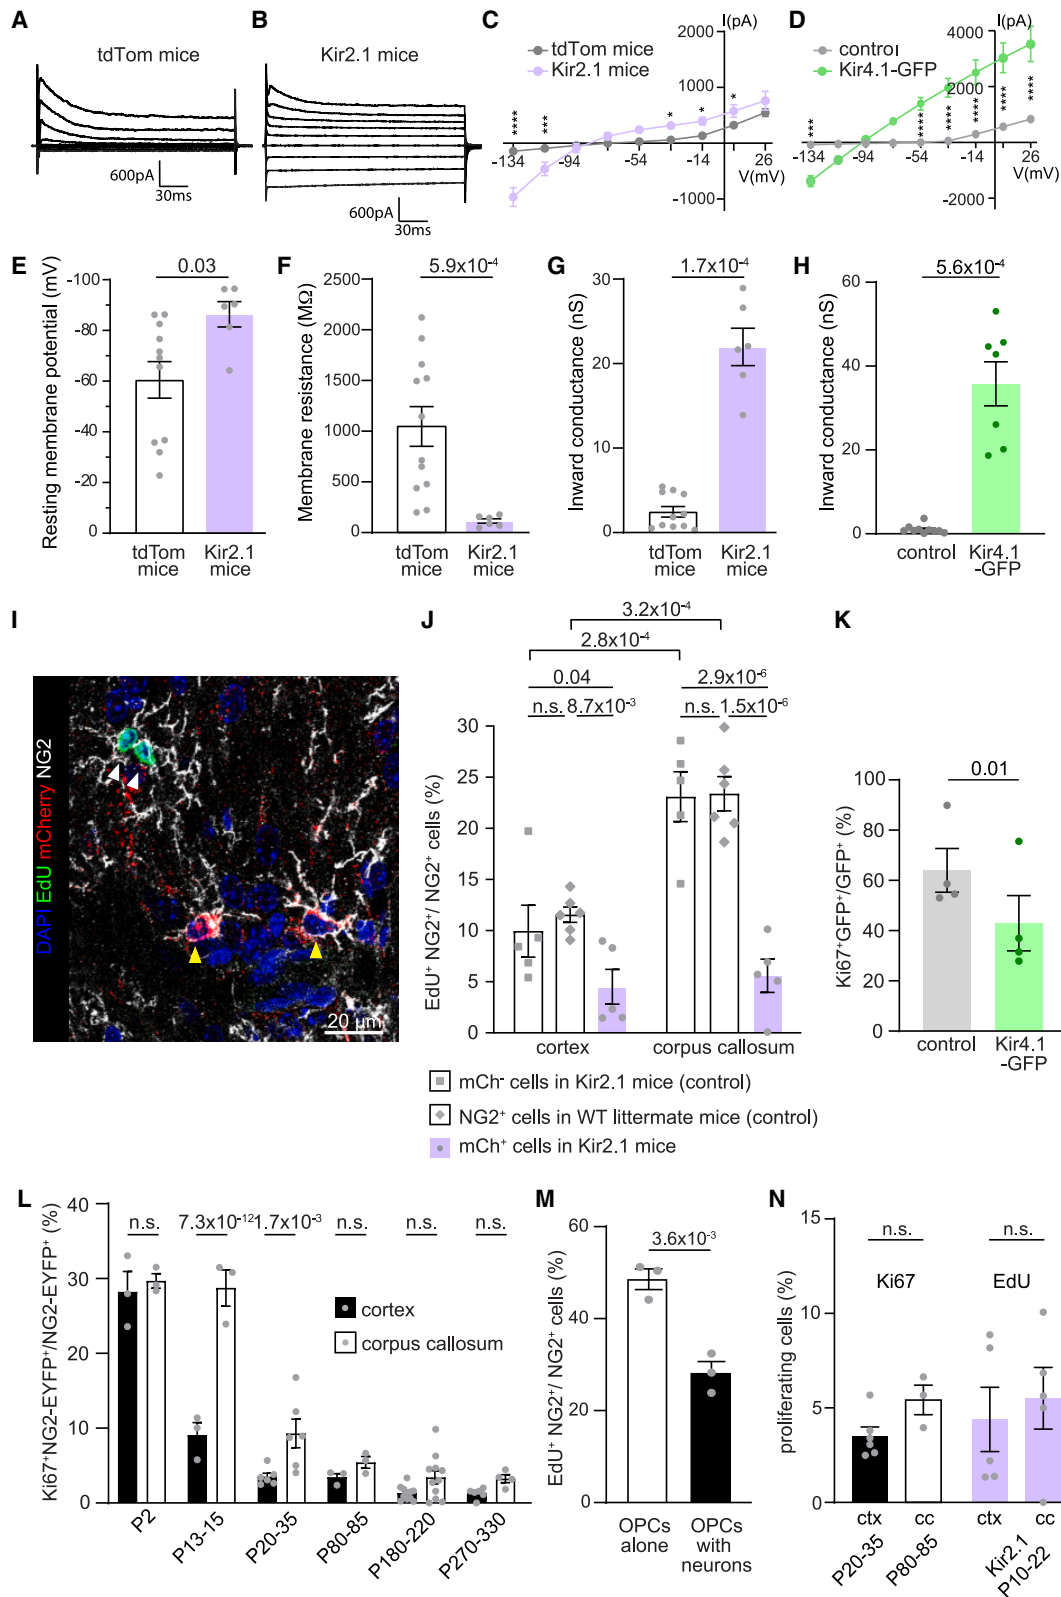 A
tdTom mice
600pA
30ms
B
Kir2.1 mice
600pA
30ms
C
I(pA)
2000
tdTom mice
Kir2.1 mice
1000
****
***
*
*
*
-134
-94
-54
-14
26
V(mV)
-1000
D
I(pA)
4000
control
Kir4.1-GFP
2000
***
****
****
****
****
****
-134
-94
-54
-14
26
V(mV)
-2000
E
Resting membrane potential (mV)
-100
-80
-60
-40
-20
0
0.03
tdTom mice
Kir2.1 mice
F
Membrane resistance (MΩ)
2500
2000
1500
1000
500
0
5.9x10⁻⁴
tdTom mice
Kir2.1 mice
G
Inward conductance (nS)
30
20
10
0
1.7x10⁻⁴
tdTom mice
Kir2.1 mice
H
Inward conductance (nS)
60
40
20
0
5.6x10⁻⁴
control
Kir4.1
-GFP
I
DAPI EdU mCherry NG2
20 µm
J
3.2x10⁻⁴
2.8x10⁻⁴
0.04
2.9x10⁻⁶
n.s.
8.7x10⁻³
n.s.
1.5x10⁻⁶
EdU⁺ NG2⁺/ NG2⁺ cells (%)
30
25
20
15
10
5
0
cortex
corpus callosum
mCh⁻ cells in Kir2.1 mice (control)
NG2⁺ cells in WT littermate mice (control)
mCh⁺ cells in Kir2.1 mice
K
Ki67⁺GFP⁺/GFP⁺ (%)
100
80
60
40
20
0
0.01
control
Kir4.1
-GFP
L
Ki67⁺NG2-EYFP⁺/NG2-EYFP⁺ (%)
40
30
20
10
0
n.s.
7.3x10⁻¹²
1.7x10⁻³
n.s.
n.s.
n.s.
cortex
corpus callosum
P2
P13-15
P20-35
P80-85
P180-220
P270-330
M
EdU⁺ NG2⁺/ NG2⁺ cells (%)
60
40
20
0
3.6x10⁻³
OPCs alone
OPCs with neurons
N
proliferating cells (%)
15
10
5
0
n.s.
n.s.
Ki67
EdU
ctx
cc
ctx
cc
P20-35
P80-85
Kir2.1
P10-22